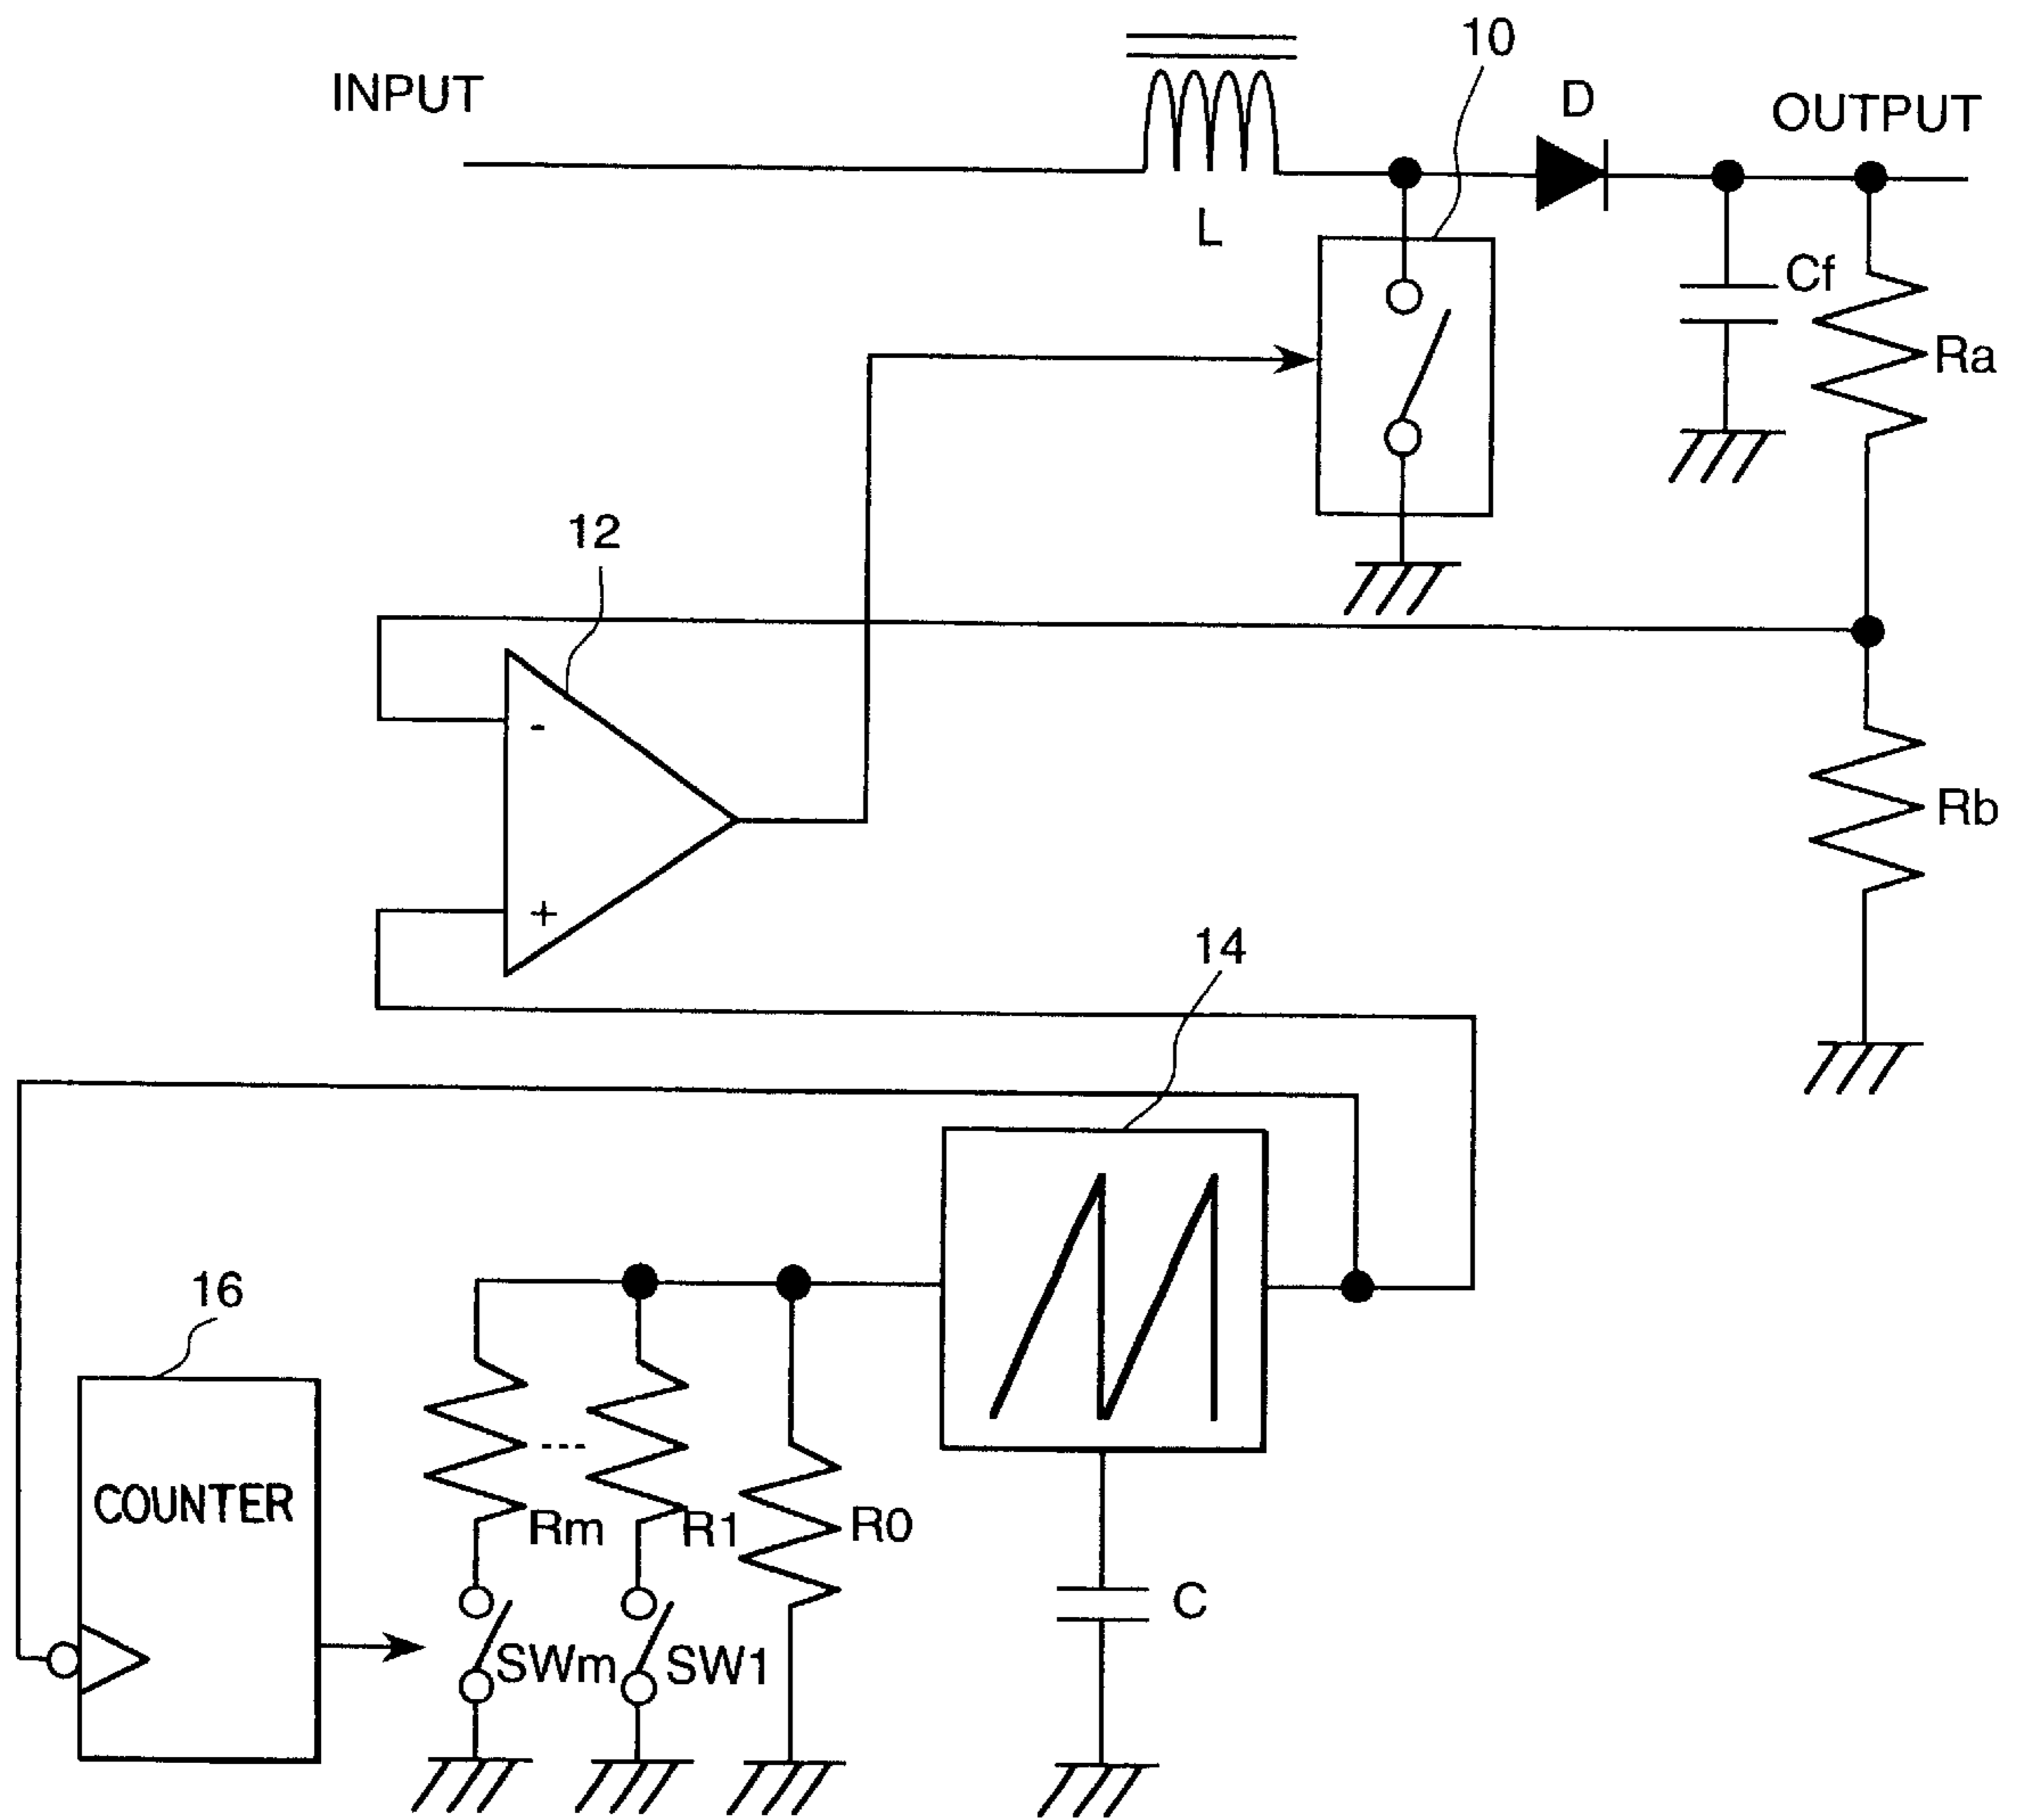 10
INPUT
D
OUTPUT
L
Cf
Ra
12
-
Rb
+
14
16
COUNTER
---
Rm
R1
R0
C
SWm
SW1